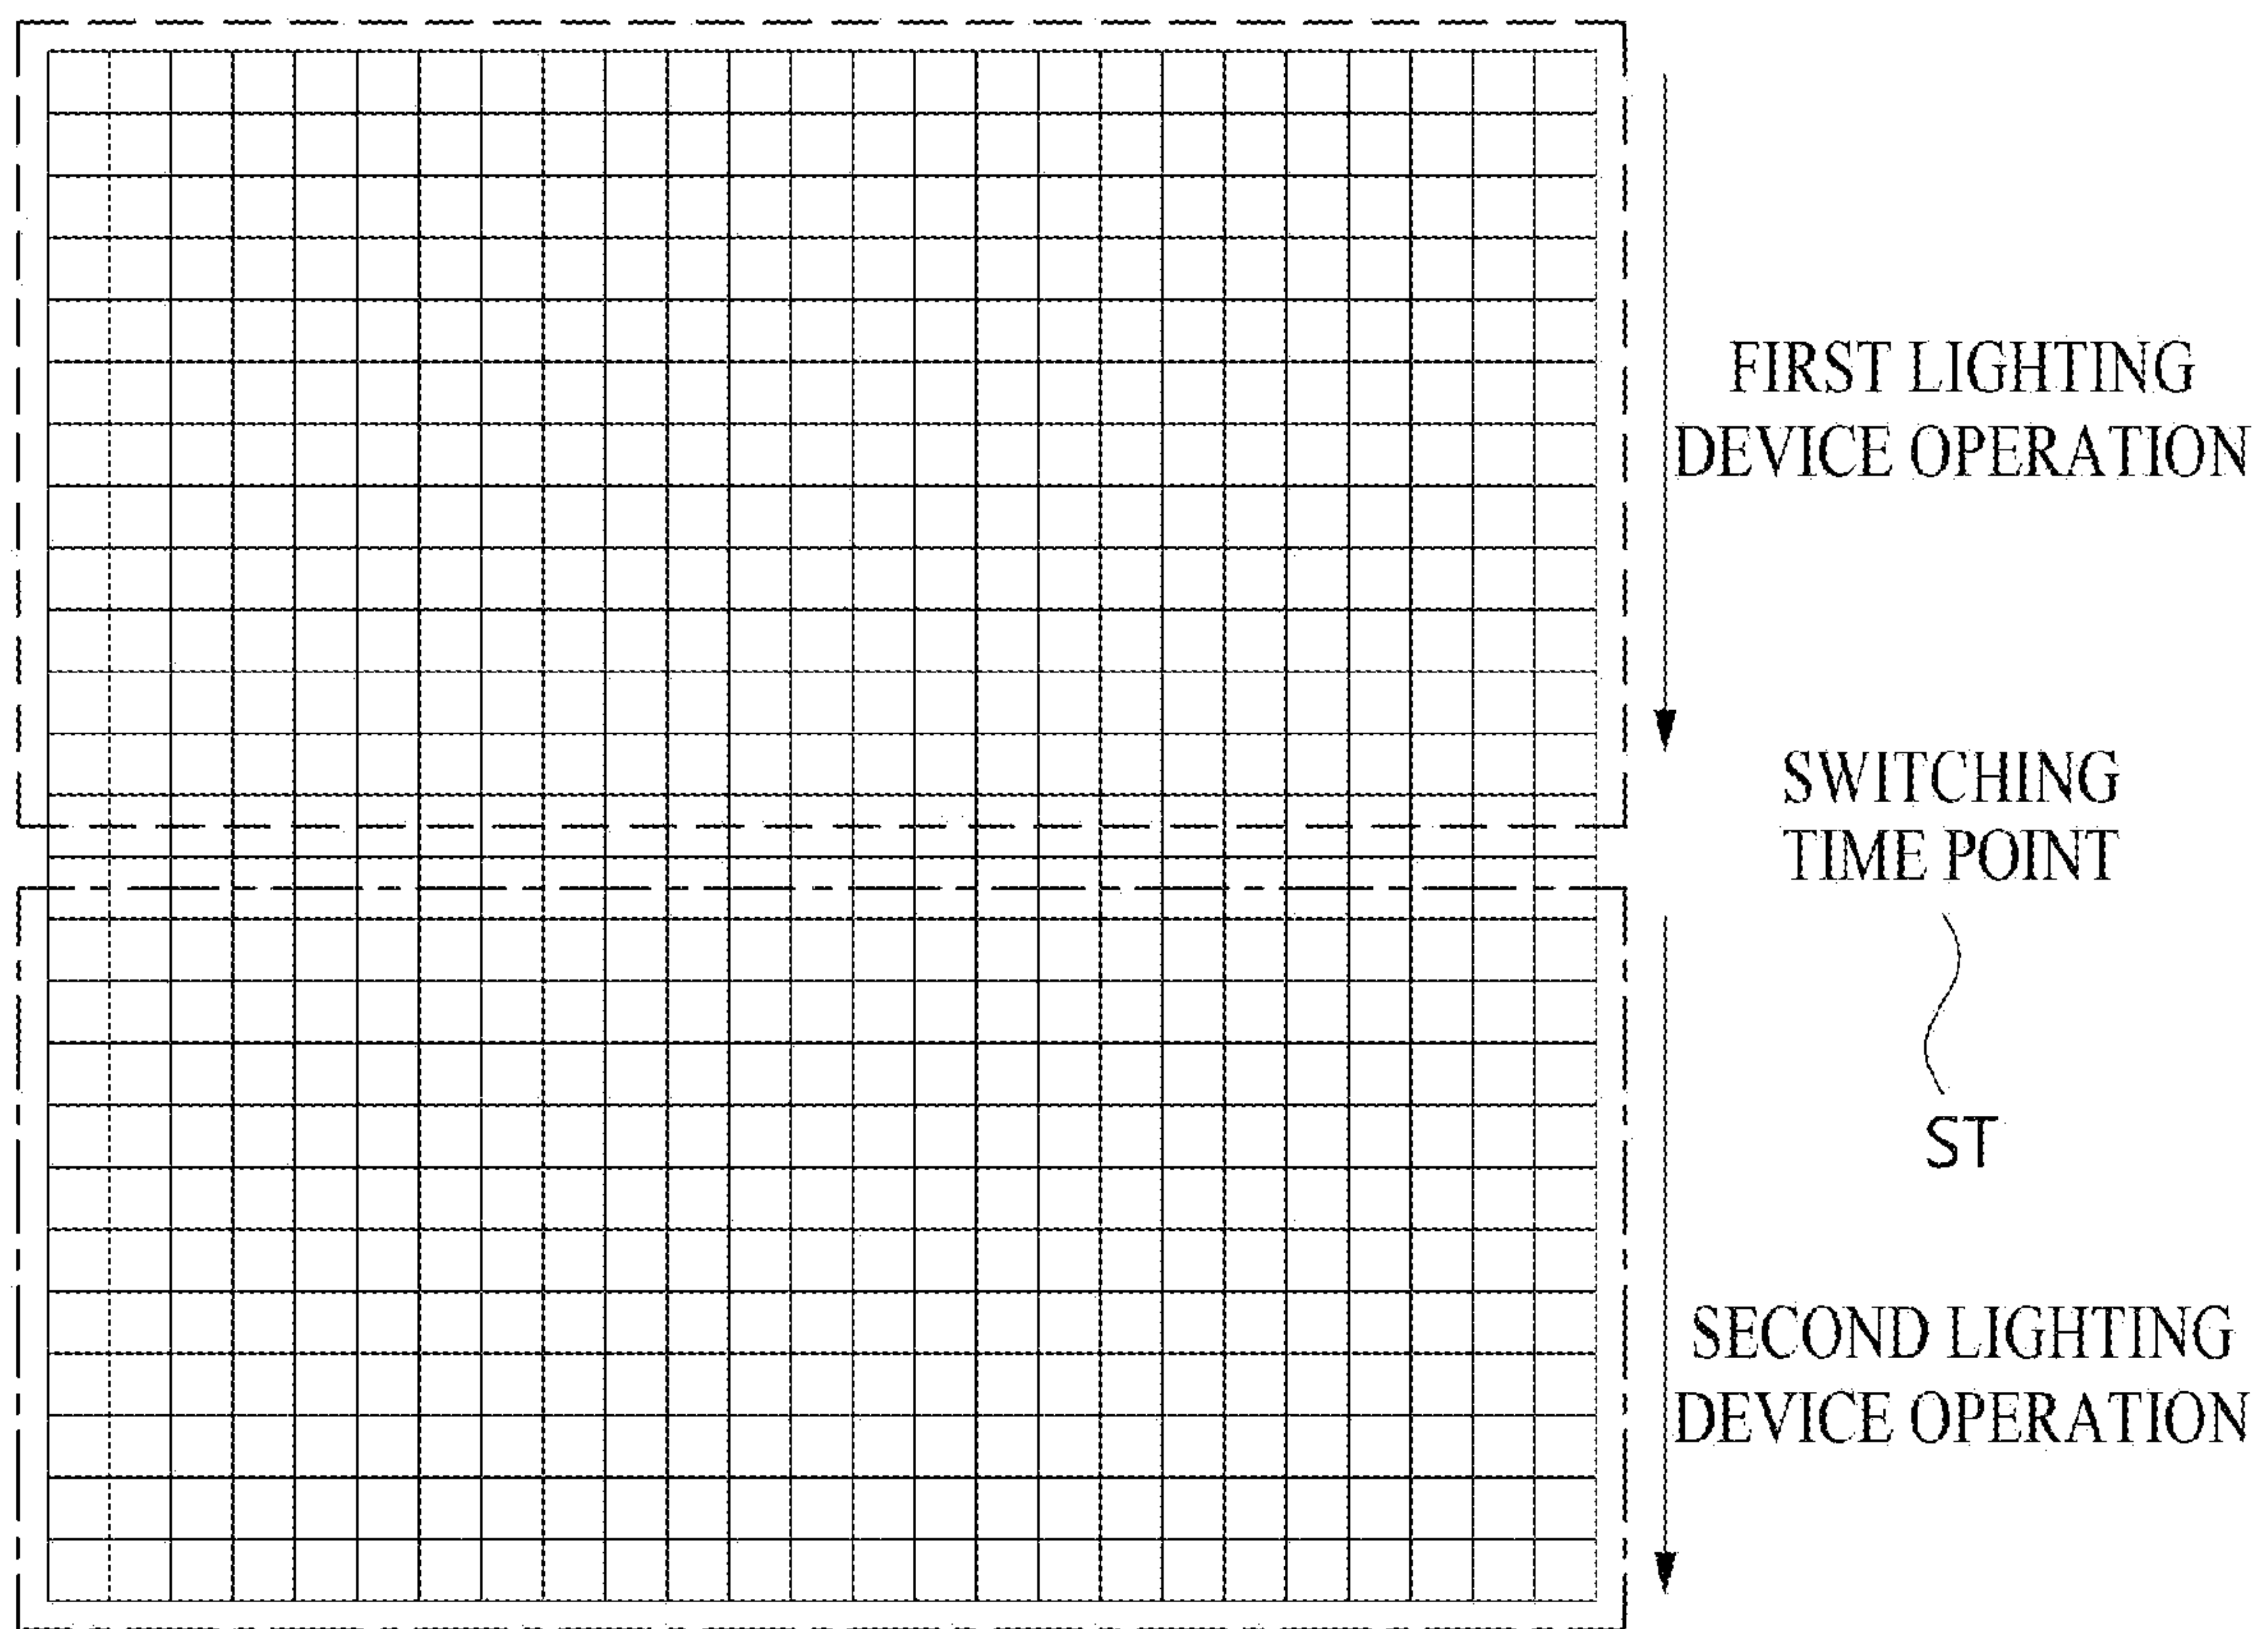 FIRST LIGHTING
DEVICE OPERATION
SWITCHING
TIME POINT
ST
SECOND LIGHTING
DEVICE OPERATION